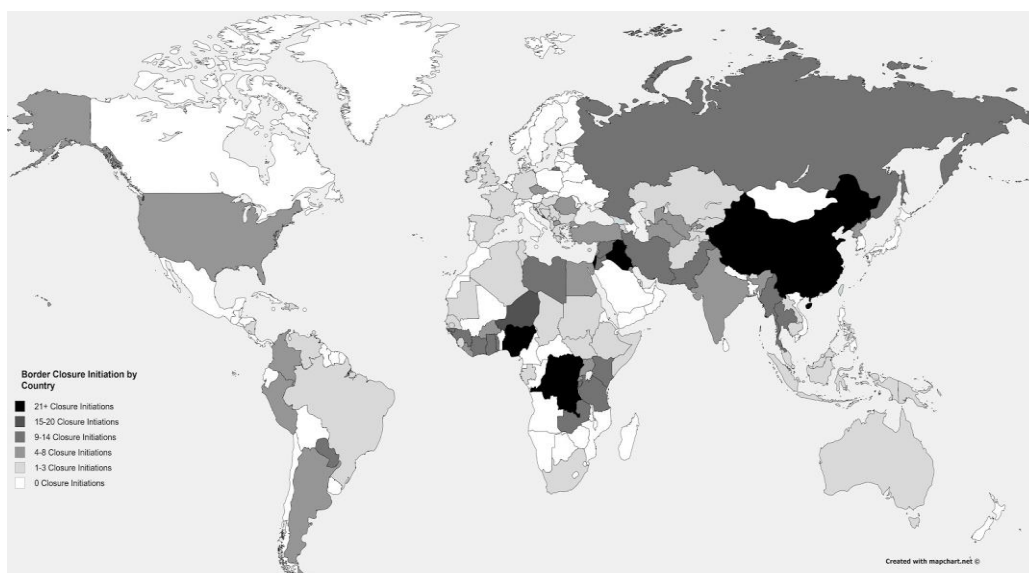 Border Closure Initiation by
Country
21+ Closure Initiations
15-20 Closure Initiations
9-14 Closure Initiations
4-8 Closure Initiations
1-3 Closure Initiations
0 Closure Initiations
Created with mapchart.net ©